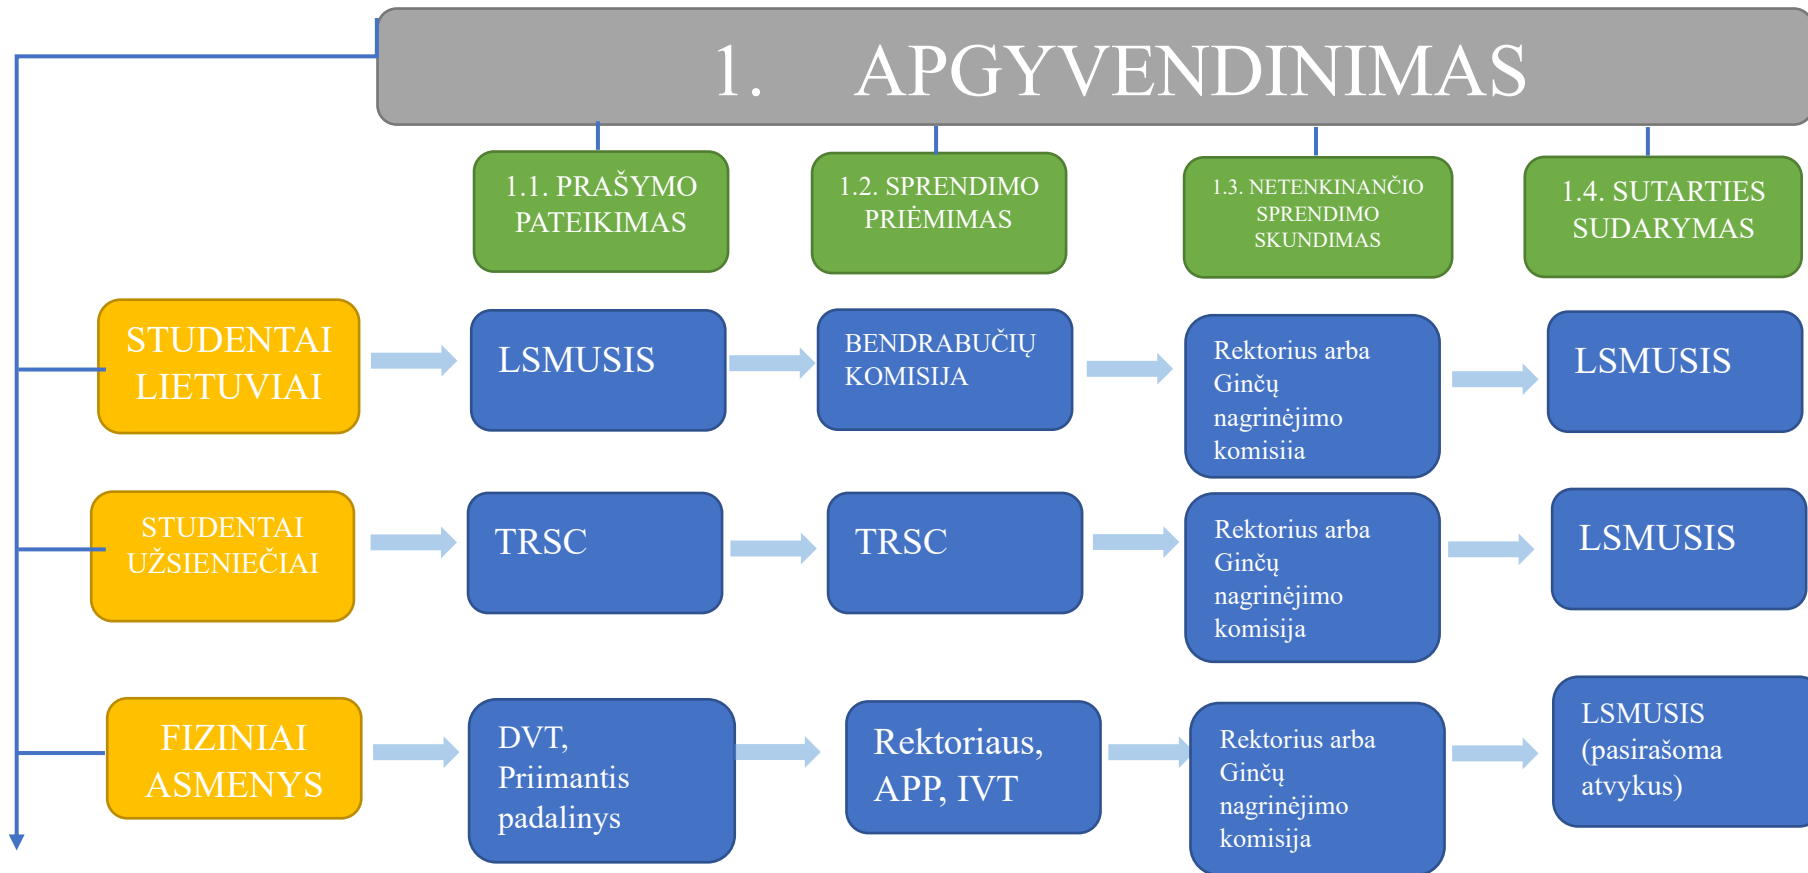 1. APGYVENDINIMAS
1.1. PRAŠYMO
PATEIKIMAS
1.2. SPRENDIMO
PRIĖMIMAS
1.3. NETENKINANČIO
SPRENDIMO
SKUNDIMAS
1.4. SUTARTIES
SUDARYMAS
STUDENTAI
LIETUVIAI
LSMUSIS
BENDRABUČIŲ
KOMISIJA
Rektorius arba
Ginčų
nagrinėjimo
komisija
LSMUSIS
STUDENTAI
UŽSIENIEČIAI
TRSC
TRSC
Rektorius arba
Ginčų
nagrinėjimo
komisija
LSMUSIS
FIZINIAI
ASMENYS
DVT,
Priimantis
padalinys
Rektoriaus,
APP, IVT
Rektorius arba
Ginčų
nagrinėjimo
komisija
LSMUSIS
(pasirašoma
atvykus)